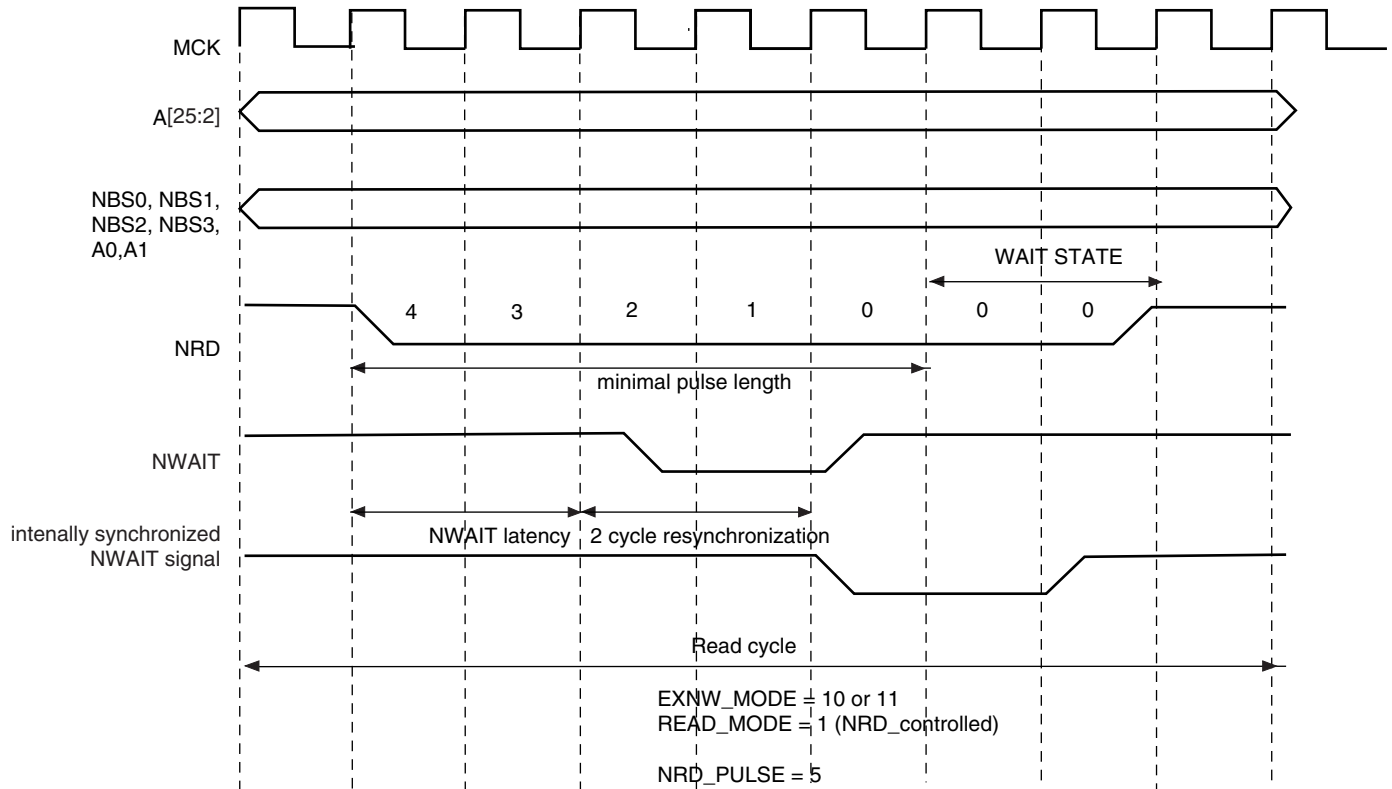 MCK
A[25:2]
NBS0, NBS1,
NBS2, NBS3,
A0,A1
WAIT STATE
4 3 2 1 0 0 0
NRD
minimal pulse length
NWAIT
NWAIT latency 2 cycle resynchronization
intenally synchronized
NWAIT signal
Read cycle
EXNW_MODE = 10 or 11
READ_MODE = 1 (NRD_controlled)
NRD_PULSE = 5